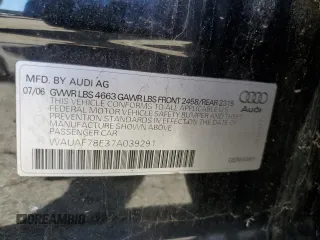 MFD. BY AUDI AG
07/06 GVWR LBS 4663 GAWR LBS FRONT 2458/REAR 2315
THIS VEHICLE CONFORMS TO ALL APPLICABLE U.S.
FEDERAL MOTOR VEHICLE SAFETY, BUMPER AND THEFT
PREVENTION STANDARDS IN EFFECT ON THE DATE OF
MANUFACTURE SHOWN ABOVE.
PASSENGER CAR
WAUAF78E37A039291
Audi
DREAMBID